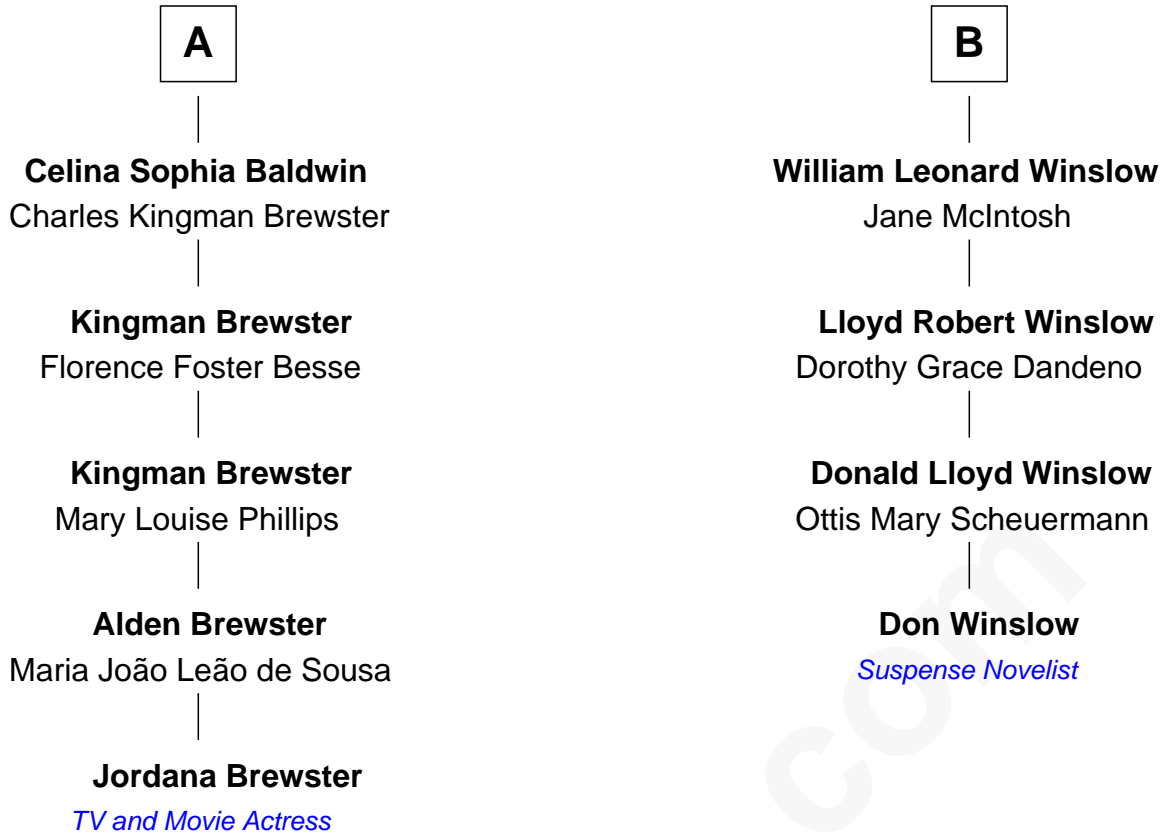 A
Celina Sophia Baldwin
Charles Kingman Brewster
Kingman Brewster
Florence Foster Besse
Kingman Brewster
Mary Louise Phillips
Alden Brewster
Maria João Leão de Sousa
Jordana Brewster
TV and Movie Actress
B
William Leonard Winslow
Jane McIntosh
Lloyd Robert Winslow
Dorothy Grace Dandeno
Donald Lloyd Winslow
Ottis Mary Scheuermann
Don Winslow
Suspense Novelist
com